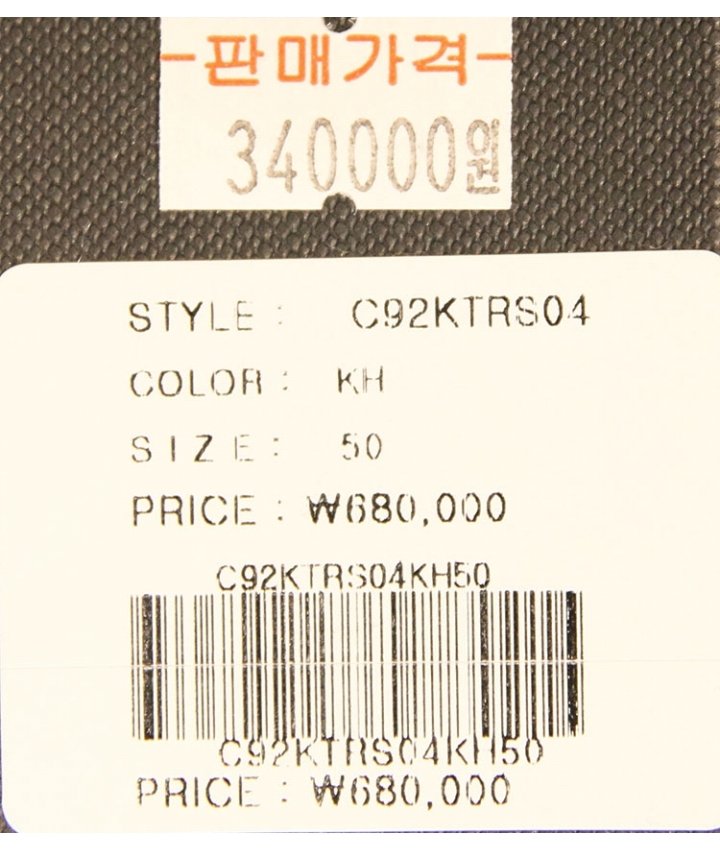 판매가격
340000원
STYLE : C92KTRS04
COLOR : KH
SIZE : 50
PRICE : ₩680,000
C92KTRS04KH50
C92KTRS04KH50
PRICE : ₩680,000